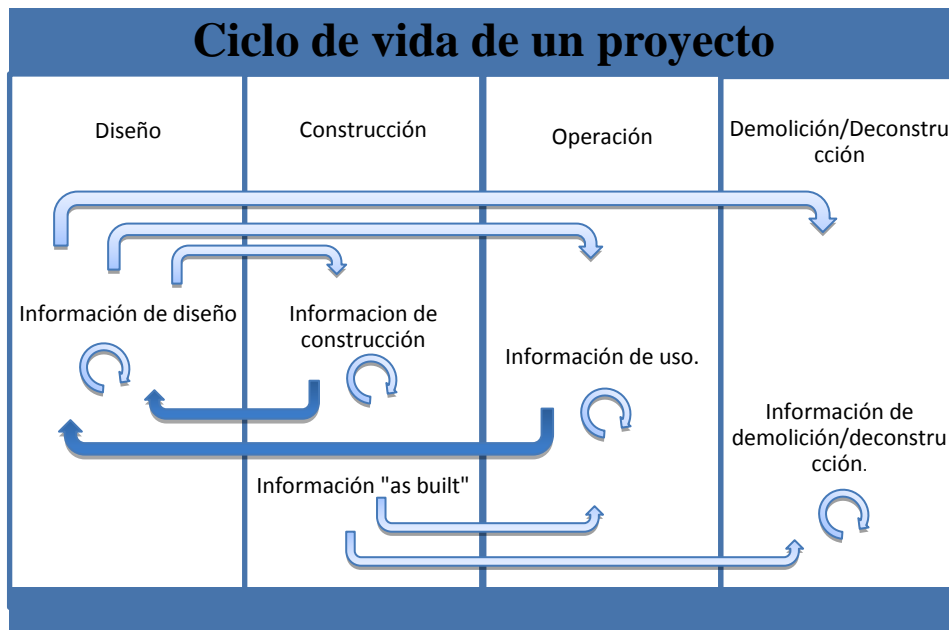 Ciclo de vida de un proyecto
Diseño
Construcción
Operación
Demolición/Deconstru
cción
Información de diseño
Informacion de
construcción
Información de uso.
Información de
demolición/deconstru
cción.
Información "as built"